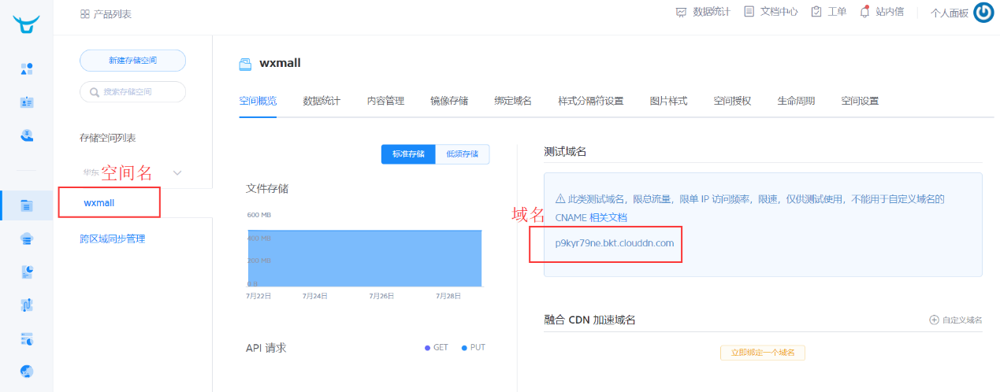 产品列表
数据统计
文档中心
工单
站内信
个人面板
新建存储空间
搜索存储空间
存储空间列表
华东
空间名
wxmall
跨区域同步管理
wxmall
空间概览
数据统计
内容管理
镜像存储
绑定域名
样式分隔符设置
图片样式
空间授权
生命周期
空间设置
标准存储
低频存储
文件存储
600 MB
400 MB
200 MB
0 B
7月22日
7月24日
7月26日
7月28日
API 请求
GET
PUT
测试域名
此类测试域名，限总流量，限单 IP 访问频率，限速，仅供测试使用，不能用于自定义域名的
CNAME 相关文档
域名
p9kyr79ne.bkt.clouddn.com
融合 CDN 加速域名
自定义域名
立即绑定一个域名